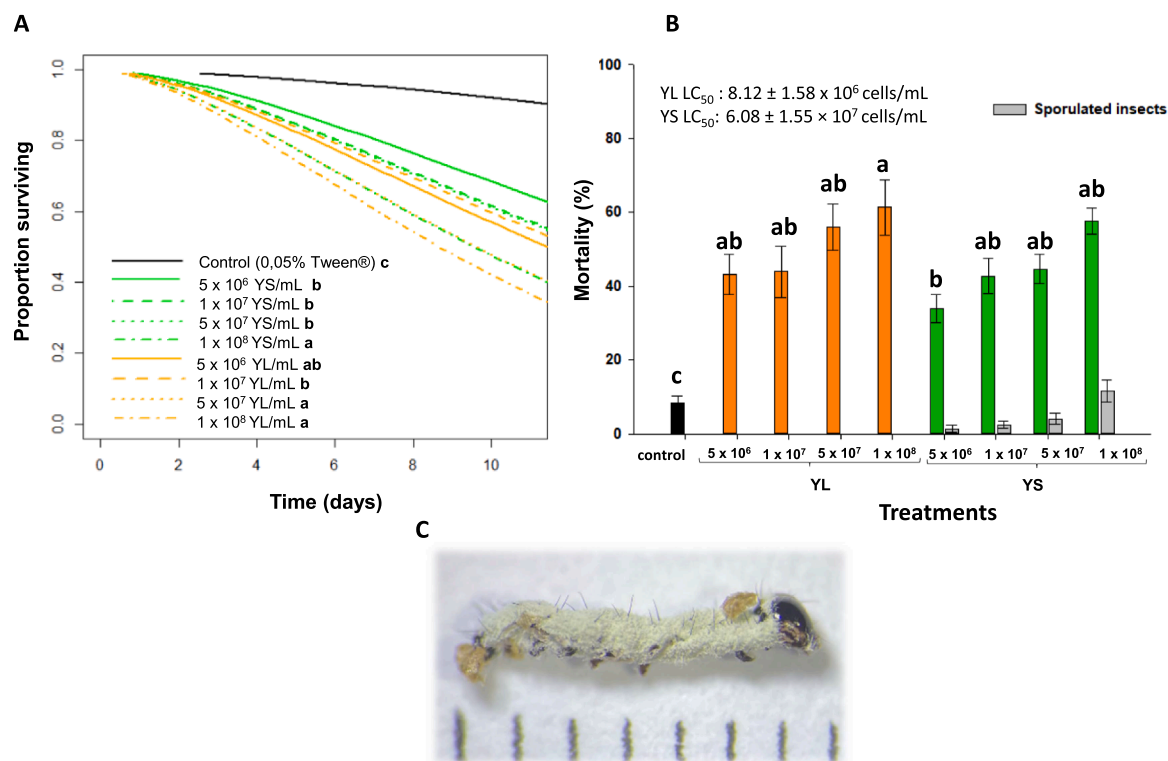 A
Proportion surviving
1.0
0.8
0.6
0.4
0.2
0.0
Control (0,05% Tween®) c
5 x 10⁶ YS/mL b
1 x 10⁷ YS/mL b
5 x 10⁷ YS/mL b
1 x 10⁸ YS/mL a
5 x 10⁶ YL/mL ab
1 x 10⁷ YL/mL b
5 x 10⁷ YL/mL a
1 x 10⁸ YL/mL a
0 2 4 6 8 10
Time (days)
B
Mortality (%)
100
80
60
40
20
0
YL LC₅₀ : 8.12 ± 1.58 x 10⁶ cells/mL
YS LC₅₀: 6.08 ± 1.55 × 10⁷ cells/mL
Sporulated insects
c ab ab ab a b ab ab ab
control 5 x 10⁶ 1 x 10⁷ 5 x 10⁷ 1 x 10⁸ 5 x 10⁶ 1 x 10⁷ 5 x 10⁷ 1 x 10⁸
YL YS
Treatments
C